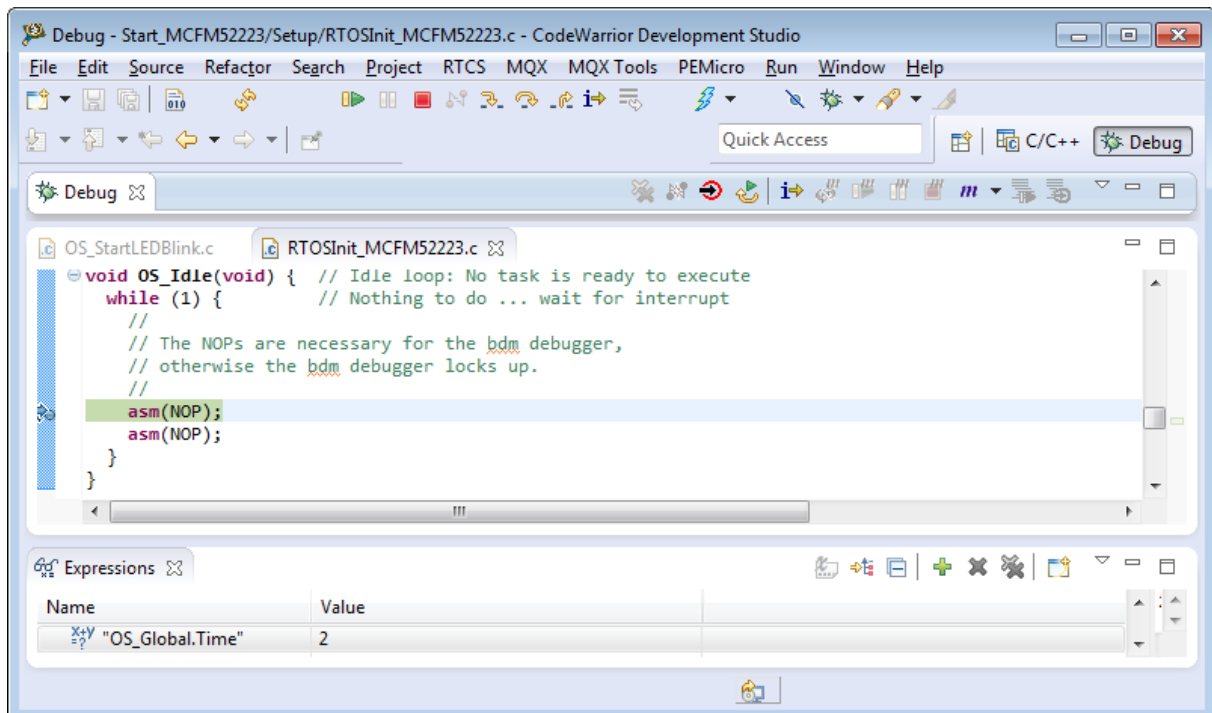 Debug - Start_MCFM52223/Setup/RTOSInit_MCFM52223.c - CodeWarrior Development Studio
File Edit Source Refactor Search Project RTCS MQX MQX Tools PEMicro Run Window Help
Quick Access C/C++ Debug
Debug
OS_StartLEDBlink.c RTOSInit_MCFM52223.c
void OS_Idle(void) { // Idle loop: No task is ready to execute
while (1) { // Nothing to do ... wait for interrupt
//
// The NOPs are necessary for the bdm debugger,
// otherwise the bdm debugger locks up.
//
asm(NOP);
asm(NOP);
}
}
Expressions
Name Value
"OS_Global.Time" 2